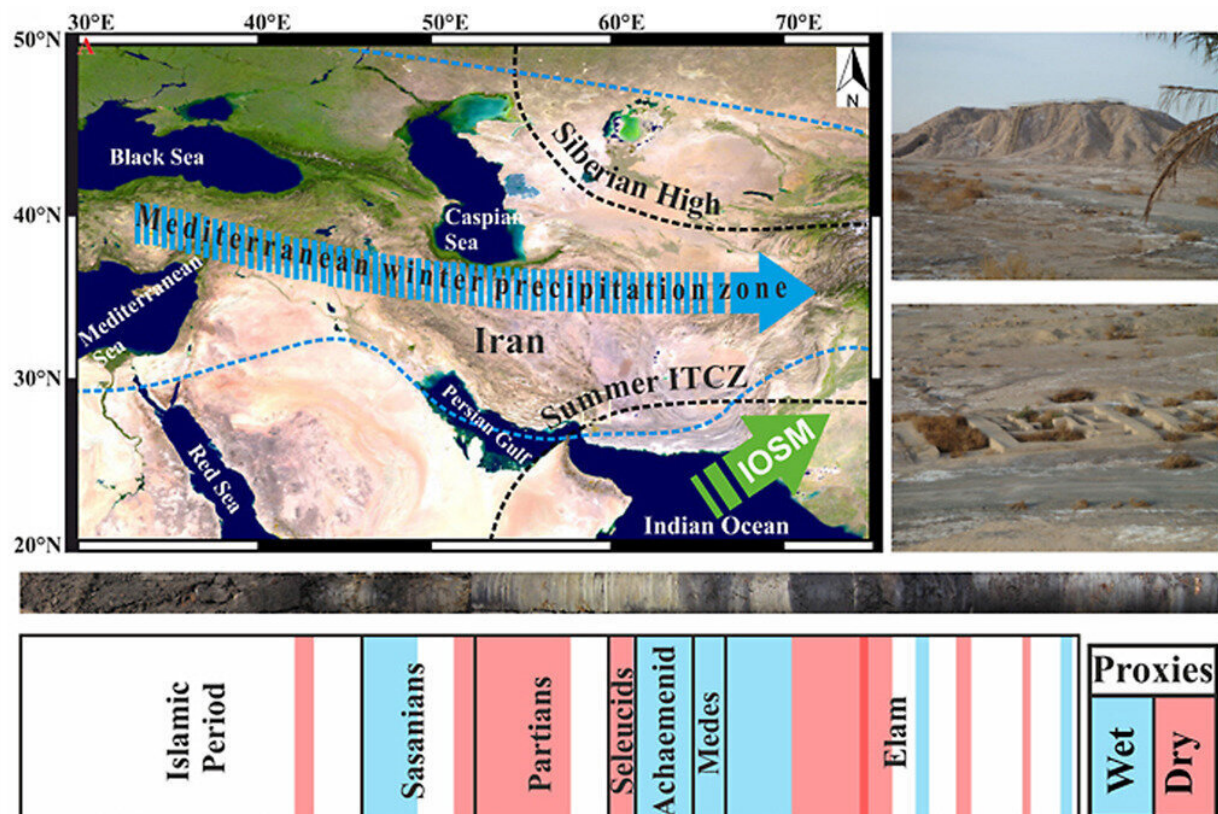 30°E 40°E 50°E 60°E 70°E
50°N
A
N
Black Sea
Siberian High
40°N
Caspian
Sea
Mediterranean winter precipitation zone
Mediterranean
Sea
Iran
30°N
Summer ITCZ
Persian Gulf
Red Sea
IOSM
Indian Ocean
20°N
Islamic
Period
Sasanians
Partians
Seleucids
Achaemenid
Medes
Elam
Proxies
Wet
Dry